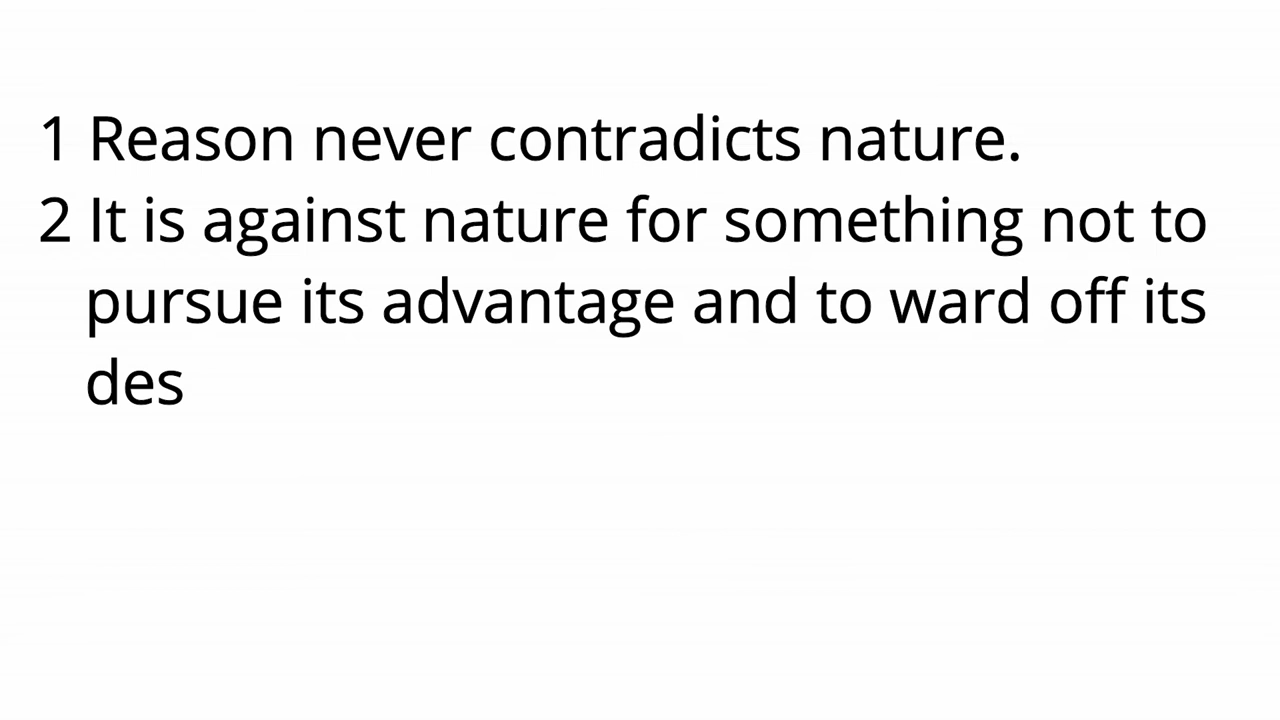 1 Reason never contradicts nature.
2 It is against nature for something not to
pursue its advantage and to ward off its
des